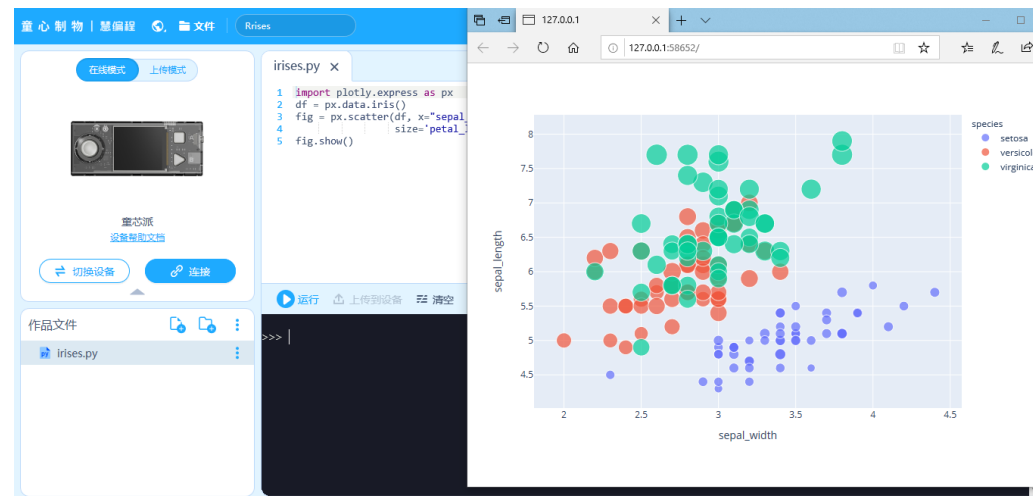 童心制物 | 慧编程 文件 Rrises
在线模式 上传模式
童芯派
设备帮助文档
切换设备 连接
作品文件
irises.py
irises.py ×
1 import plotly.express as px
2 df = px.data.iris()
3 fig = px.scatter(df, x="sepal_
4 size='petal_
5 fig.show()
运行 上传到设备 清空
>>>
127.0.0.1
127.0.0.1:58652/
species
setosa
versicol
virginica
sepal_length
8
7.5
7
6.5
6
5.5
5
4.5
2 2.5 3 3.5 4 4.5
sepal_width